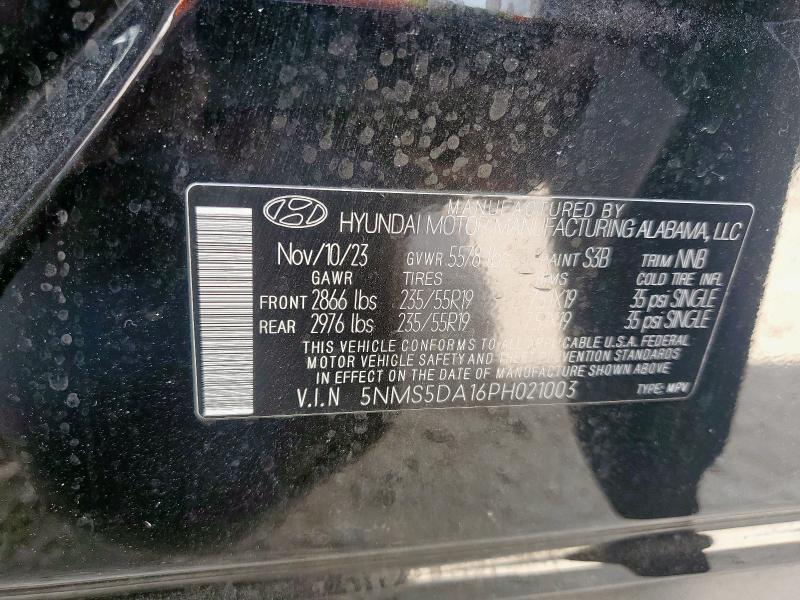 MANUFACTURED BY
HYUNDAI MOTOR MANUFACTURING ALABAMA, LLC
Nov/10/23 GVWR 5578 PAINT S3B TRIM NNB
GAWR TIRES COLD TIRE INFL
FRONT 2866 lbs 235/55R19 35 psi SINGLE
REAR 2976 lbs 235/55R19 35 psi SINGLE
THIS VEHICLE CONFORMS TO ALL APPLICABLE U.S.A. FEDERAL
MOTOR VEHICLE SAFETY AND THEFT PREVENTION STANDARDS
IN EFFECT ON THE DATE OF MANUFACTURE SHOWN ABOVE
V.I.N 5NMS5DA16PH021003 TYPE: MPV